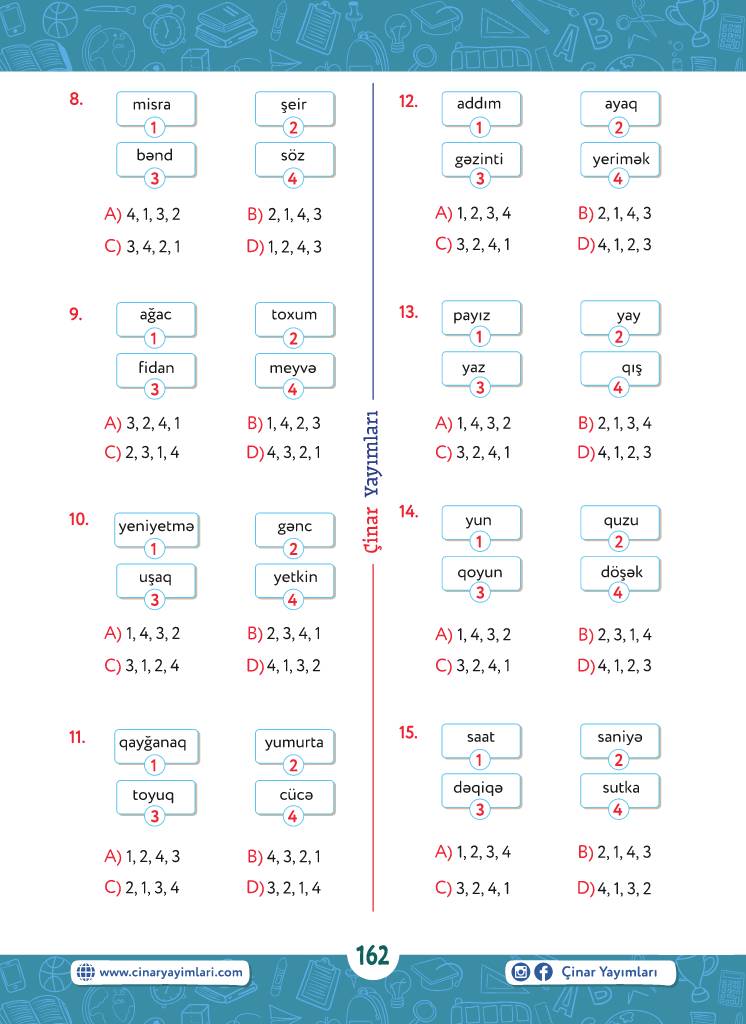 8.
misra
1
şeir
2
bənd
3
söz
4
A) 4, 1, 3, 2
B) 2, 1, 4, 3
C) 3, 4, 2, 1
D) 1, 2, 4, 3
9.
ağac
1
toxum
2
fidan
3
meyvə
4
A) 3, 2, 4, 1
B) 1, 4, 2, 3
C) 2, 3, 1, 4
D) 4, 3, 2, 1
10.
yeniyetmə
1
gənc
2
uşaq
3
yetkin
4
A) 1, 4, 3, 2
B) 2, 3, 4, 1
C) 3, 1, 2, 4
D) 4, 1, 3, 2
11.
qayğanaq
1
yumurta
2
toyuq
3
cücə
4
A) 1, 2, 4, 3
B) 4, 3, 2, 1
C) 2, 1, 3, 4
D) 3, 2, 1, 4
Çinar Yayımları
12.
addım
1
ayaq
2
gəzinti
3
yerimək
4
A) 1, 2, 3, 4
B) 2, 1, 4, 3
C) 3, 2, 4, 1
D) 4, 1, 2, 3
13.
payız
1
yay
2
yaz
3
qış
4
A) 1, 4, 3, 2
B) 2, 1, 3, 4
C) 3, 2, 4, 1
D) 4, 1, 2, 3
14.
yun
1
quzu
2
qoyun
3
döşək
4
A) 1, 4, 3, 2
B) 2, 3, 1, 4
C) 3, 2, 4, 1
D) 4, 1, 2, 3
15.
saat
1
saniyə
2
dəqiqə
3
sutka
4
A) 1, 2, 3, 4
B) 2, 1, 4, 3
C) 3, 2, 4, 1
D) 4, 1, 3, 2
www.cinaryayimlari.com
162
Çinar Yayımları